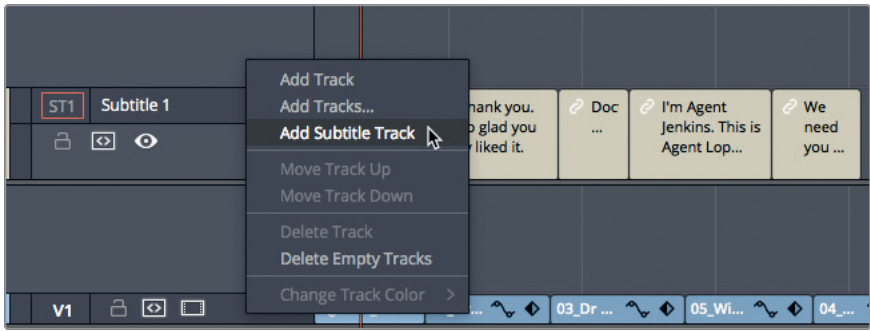 ST1 Subtitle 1
Add Track
Add Tracks...
Add Subtitle Track
Move Track Up
Move Track Down
Delete Track
Delete Empty Tracks
Change Track Color >
hank you.
glad you
liked it.
Doc
...
I'm Agent
Jenkins. This is
Agent Lop...
We
need
you ...
V1
... 03_Dr ... 05_Wi... 04_...